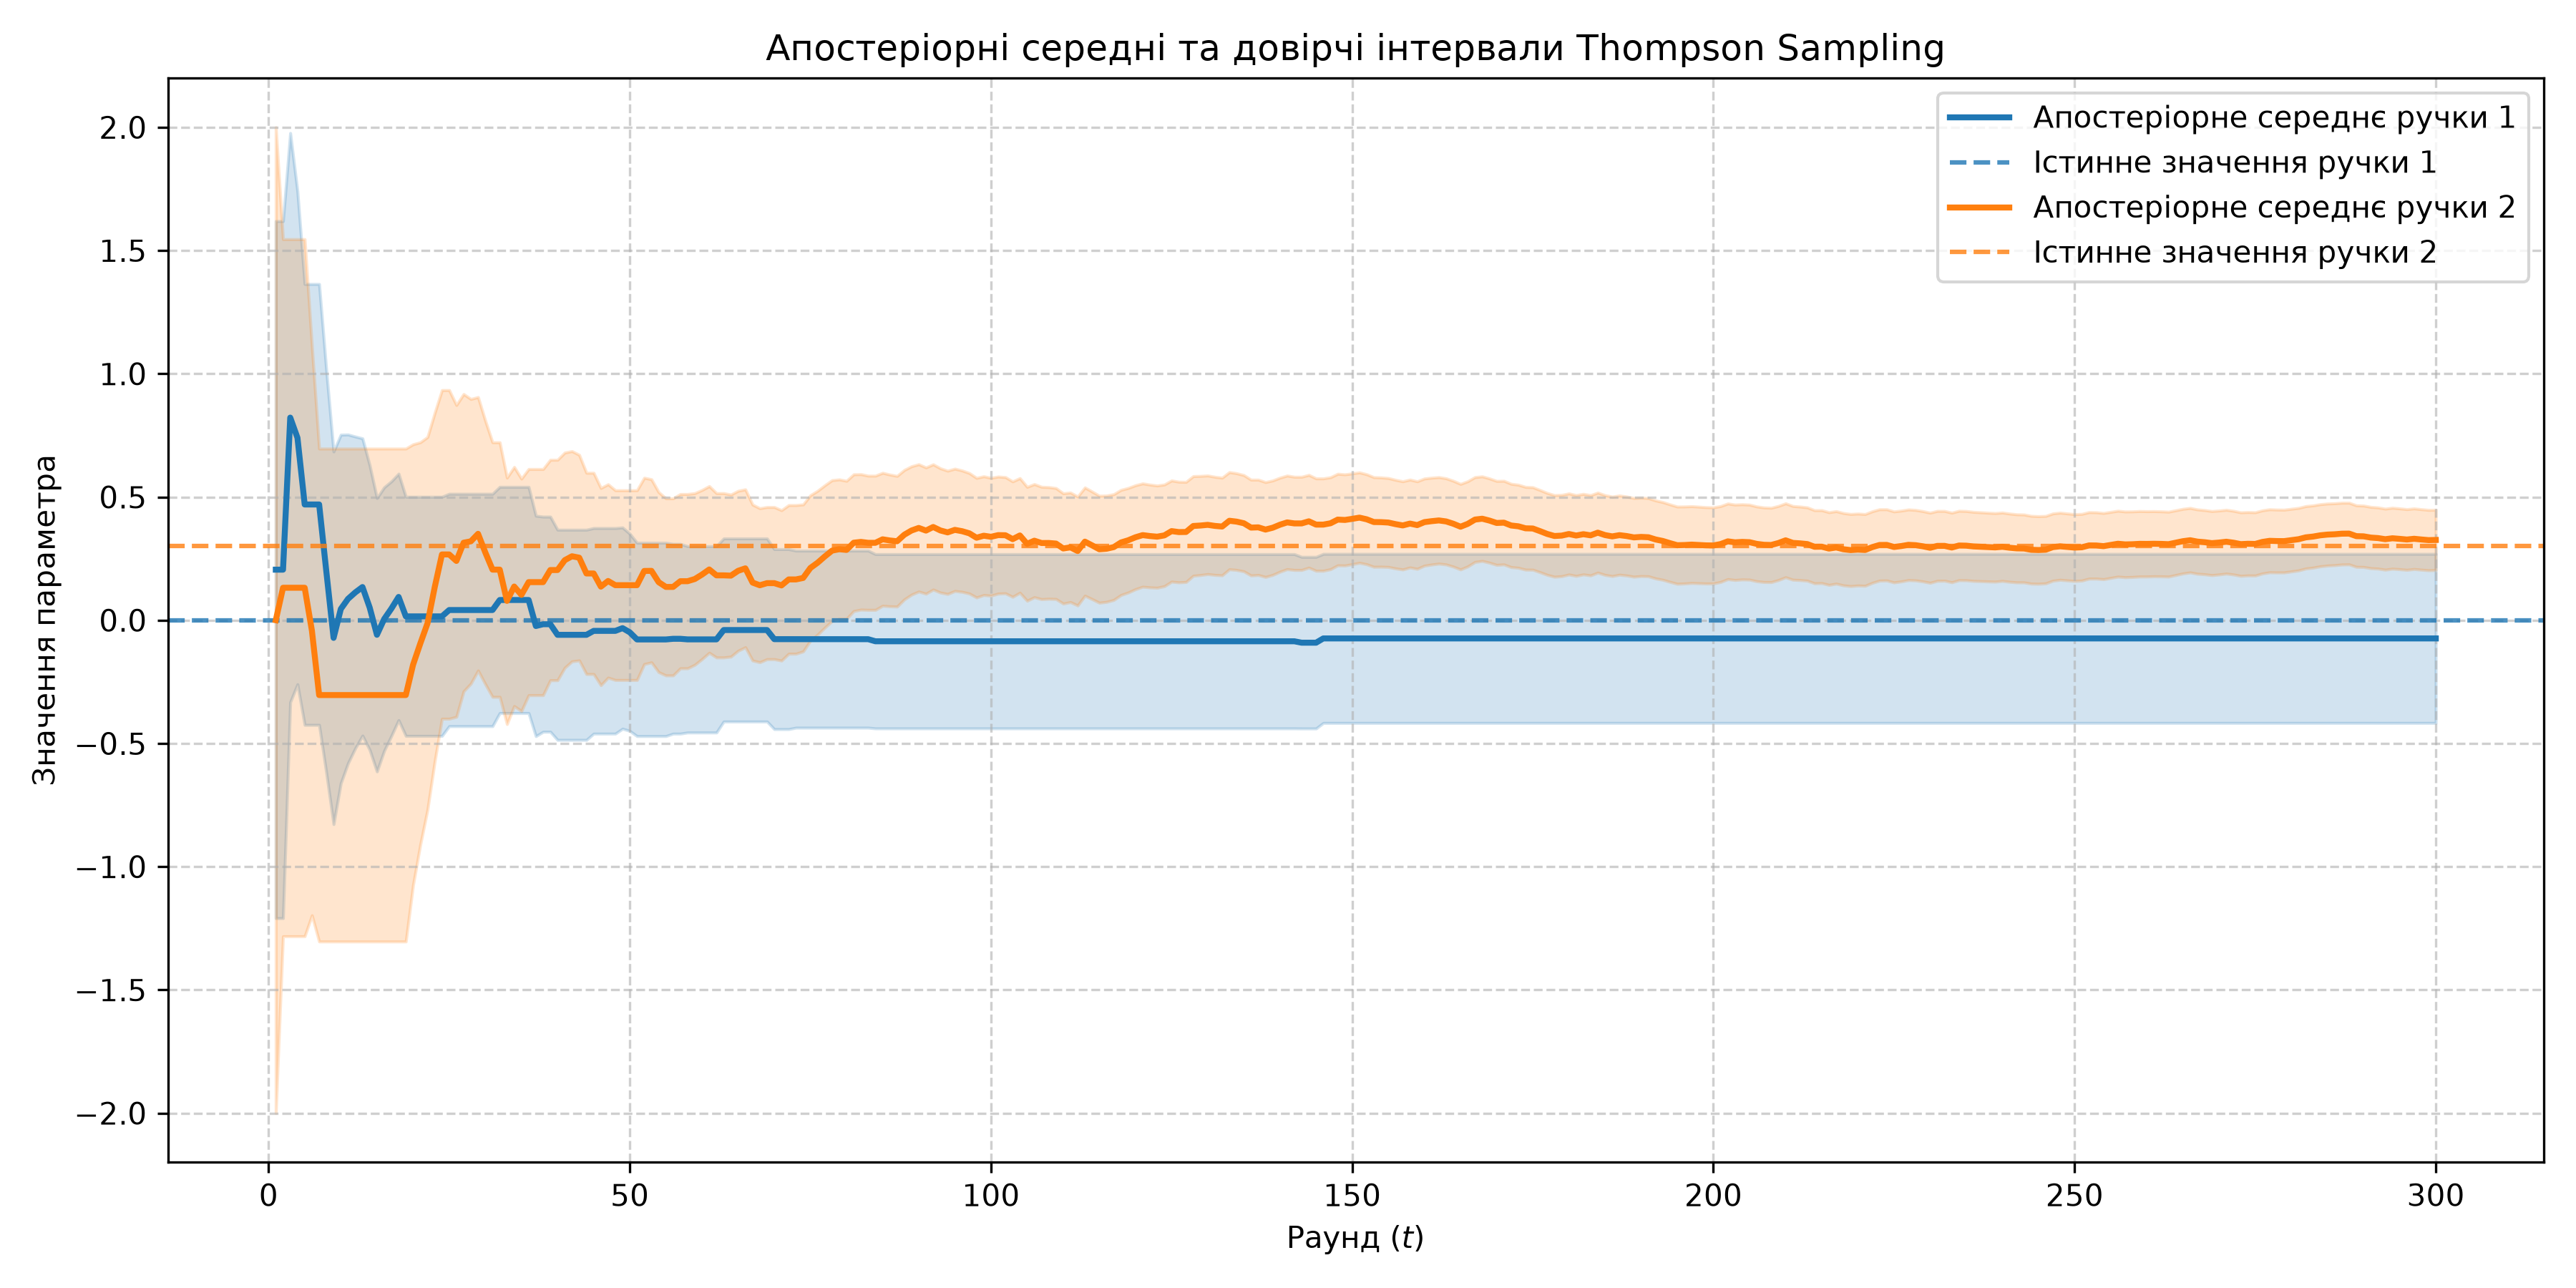 Апостеріорні середні та довірчі інтервали Thompson Sampling
Апостеріорне середнє ручки 1
Істинне значення ручки 1
Апостеріорне середнє ручки 2
Істинне значення ручки 2
Значення параметра
2.0
1.5
1.0
0.5
0.0
−0.5
−1.0
−1.5
−2.0
0 50 100 150 200 250 300
Раунд (t)